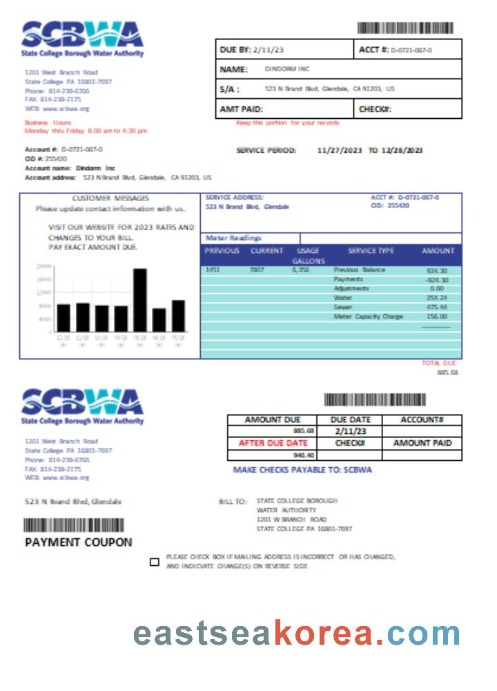 SCBWA
State College Borough Water Authority
1201 West Branch Road
State College PA 16801-7697
Phone: 814-238-6766
FAX: 814-238-2175
WEB: www.scbwa.org
Business Hours:
Monday thru Friday 8:00 am to 4:30 pm
Account #: D-0721-067-0
CID #: 255420
Account name: Dindorm Inc
Account address: 523 N Brand Blvd, Glendale, CA 91203, US
DUE BY: 2/11/23 ACCT #: D-0721-067-0
NAME: DINDORM INC
S/A : 523 N Brand Blvd, Glendale, CA 91203, US
AMT PAID: CHECK#:
Keep this portion for your records
SERVICE PERIOD: 11/27/2023 TO 12/28/2023
CUSTOMER MESSAGES
Please update contact information with us.
VISIT OUR WEBSITE FOR 2023 RATES AND
CHANGES TO YOUR BILL.
PAY EXACT AMOUNT DUE.
SERVICE ADDRESS: ACCT #: D-0721-067-0
523 N Brand Blvd, Glendale CID: 255420
Meter Readings
PREVIOUS CURRENT USAGE SERVICE TYPE AMOUNT
GALLONS
1451 7807 6,356 Previous Balance 924.30
Payments -924.30
Adjustments 0.00
Water 254.24
Sewer 475.44
Meter Capacity Charge 156.00
TOTAL DUE
885.68
SCBWA
State College Borough Water Authority
1201 West Branch Road
State College PA 16801-7697
Phone: 814-238-6766
FAX: 814-238-2175
WEB: www.scbwa.org
AMOUNT DUE DUE DATE ACCOUNT#
885.68 2/11/23
AFTER DUE DATE CHECK# AMOUNT PAID
940.40
MAKE CHECKS PAYABLE TO: SCBWA
523 N Brand Blvd, Glendale
BILL TO: STATE COLLEGE BOROUGH
WATER AUTHORITY
1201 W BRANCH ROAD
STATE COLLEGE PA 16801-7697
PAYMENT COUPON
PLEASE CHECK BOX IF MAILING ADDRESS IS INCORRECT OR HAS CHANGED,
AND INDICVATE CHANGE(S) ON REVERSE SIDE
eastseakorea.com